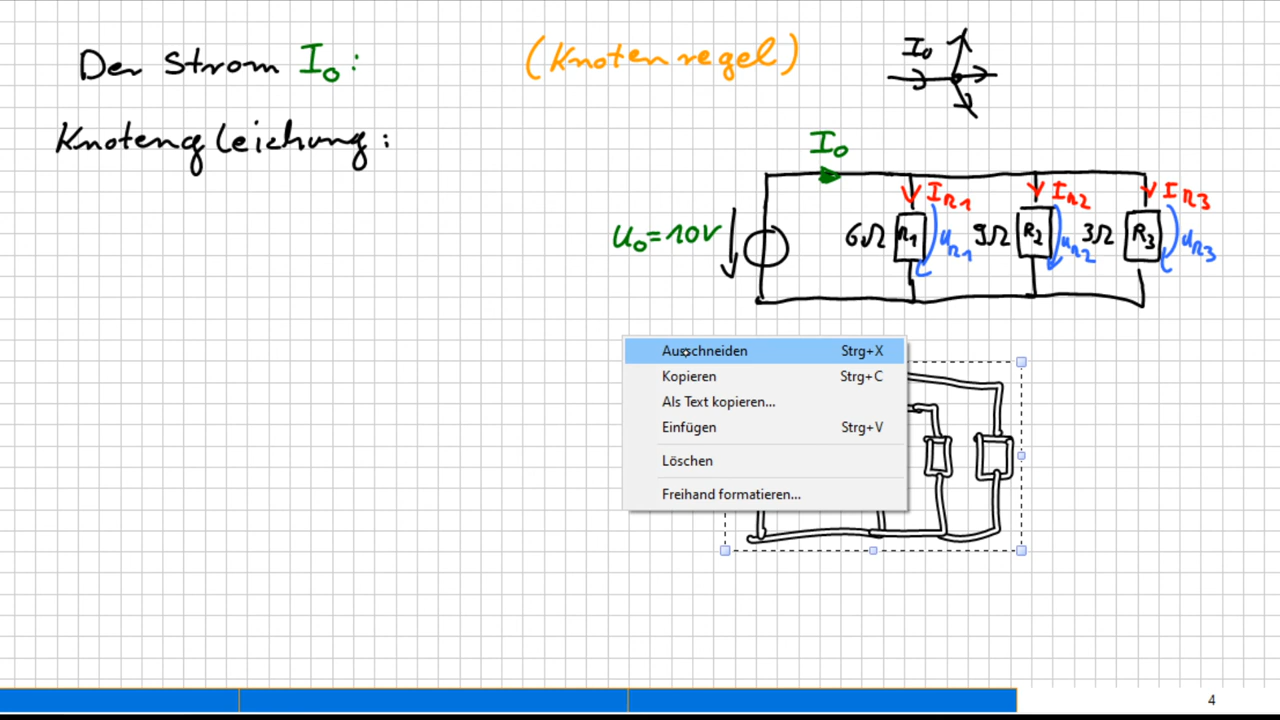 Der Strom I₀: (Knotenregel) I₀
Knotengleichung:
I₀
I_R1 I_R2 I_R3
U₀=10V 6Ω R₁ U_R1 9Ω R₂ U_R2 3Ω R₃ U_R3
Ausschneiden Strg+X
Kopieren Strg+C
Als Text kopieren...
Einfügen Strg+V
Löschen
Freihand formatieren...
4